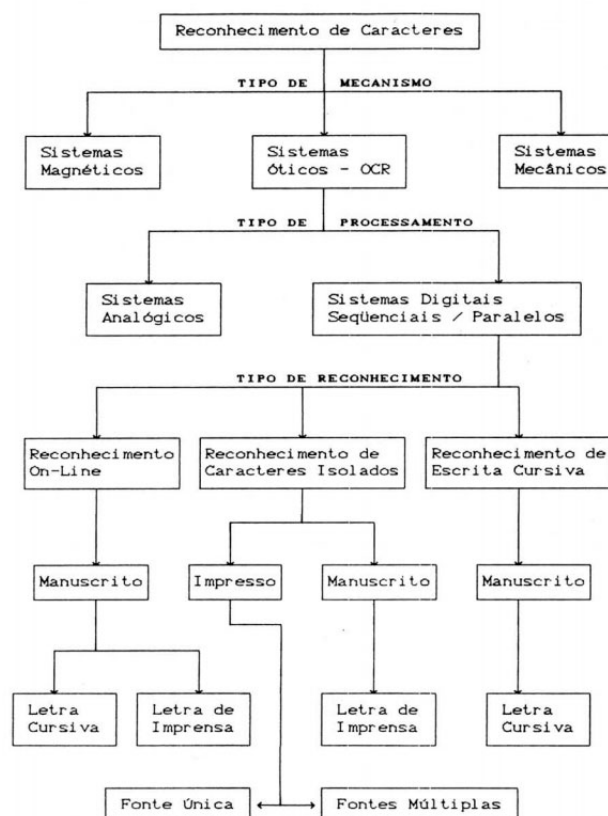 Reconhecimento de Caracteres
TIPO DE MECANISMO
Sistemas
Magnéticos
Sistemas
Óticos - OCR
Sistemas
Mecânicos
TIPO DE PROCESSAMENTO
Sistemas
Analógicos
Sistemas Digitais
Seqüenciais / Paralelos
TIPO DE RECONHECIMENTO
Reconhecimento
On-Line
Reconhecimento de
Caracteres Isolados
Reconhecimento de
Escrita Cursiva
Manuscrito
Impresso
Manuscrito
Manuscrito
Letra
Cursiva
Letra de
Imprensa
Letra de
Imprensa
Letra
Cursiva
Fonte Única
Fontes Múltiplas